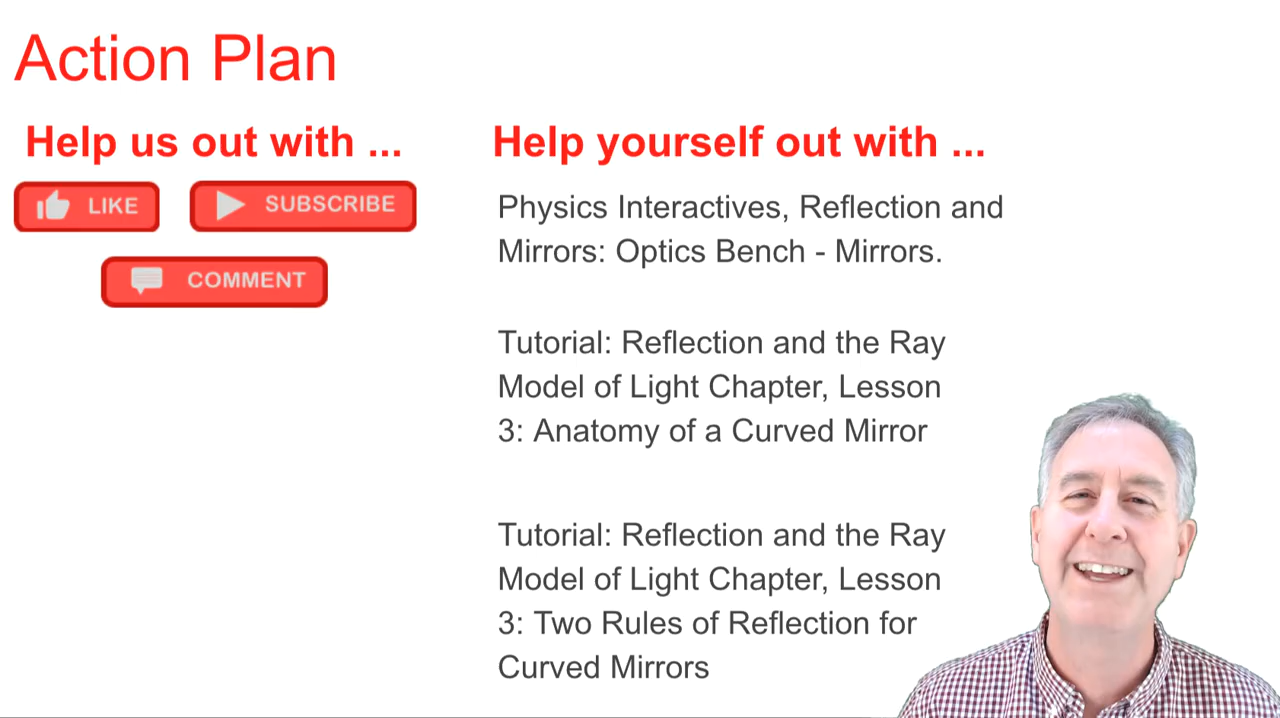 Action Plan
Help us out with ...
LIKE
SUBSCRIBE
COMMENT
Help yourself out with ...
Physics Interactives, Reflection and
Mirrors: Optics Bench - Mirrors.
Tutorial: Reflection and the Ray
Model of Light Chapter, Lesson
3: Anatomy of a Curved Mirror
Tutorial: Reflection and the Ray
Model of Light Chapter, Lesson
3: Two Rules of Reflection for
Curved Mirrors